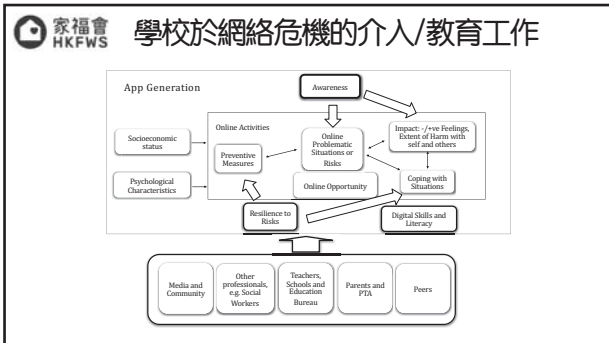 家福會
HKFWS
學校於網絡危機的介入/教育工作
App Generation
Awareness
Online Activities
Socioeconomic
status
Psychological
Characteristics
Preventive
Measures
Online
Problematic
Situations or
Risks
Online Opportunity
Impact: -/+ve Feelings,
Extent of Harm with
self and others
Coping with
Situations
Resilience to
Risks
Digital Skills and
Literacy
Media and
Community
Other
professionals,
e.g. Social
Workers
Teachers,
Schools and
Education
Bureau
Parents and
PTA
Peers